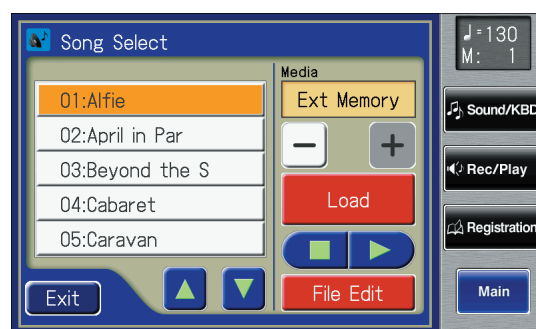 Song Select
Media
Ext Memory
01:Alfie
02:April in Par
03:Beyond the S
04:Cabaret
05:Caravan
Load
File Edit
Exit
♩=130
M: 1
Sound/KBD
Rec/Play
Registration
Main